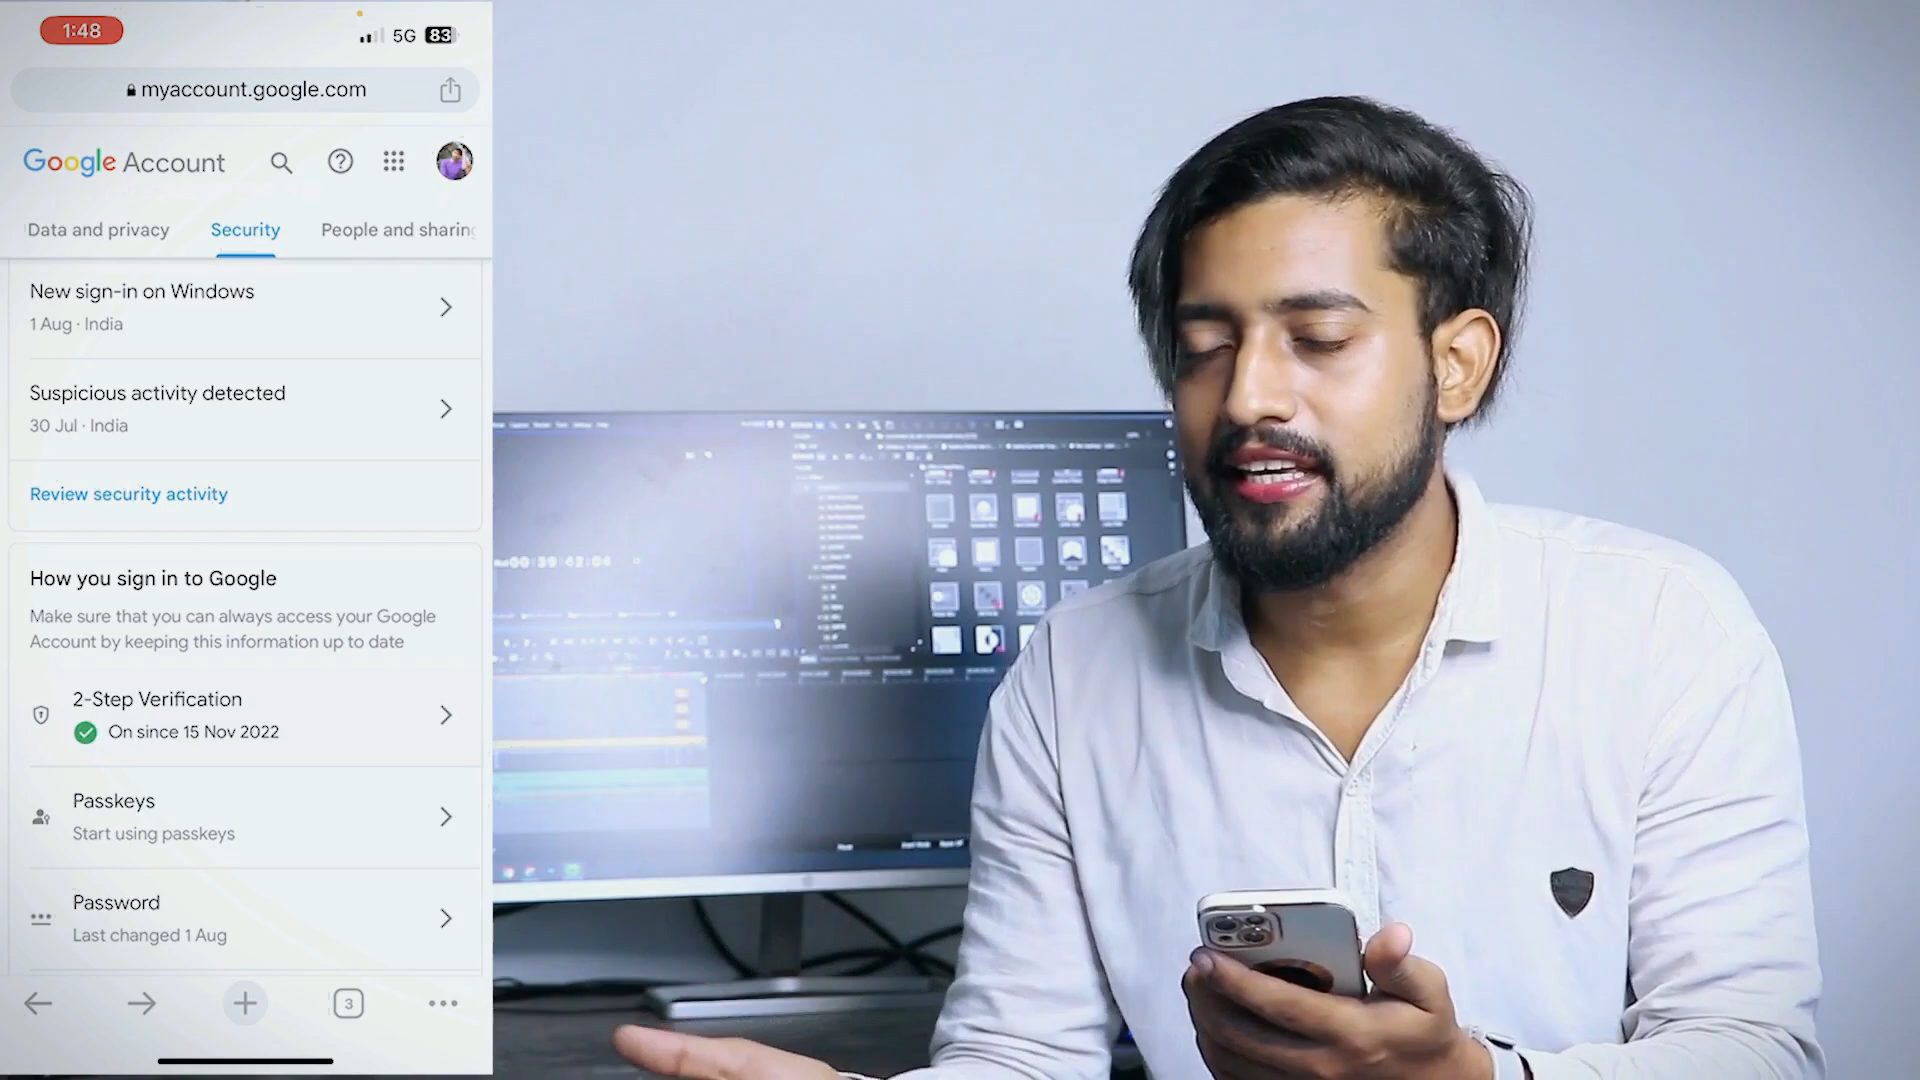 1:48
5G 83
myaccount.google.com
Google Account
Data and privacy Security People and sharing
New sign-in on Windows
1 Aug · India
Suspicious activity detected
30 Jul · India
Review security activity
How you sign in to Google
Make sure that you can always access your Google
Account by keeping this information up to date
2-Step Verification
On since 15 Nov 2022
Passkeys
Start using passkeys
Password
Last changed 1 Aug
3